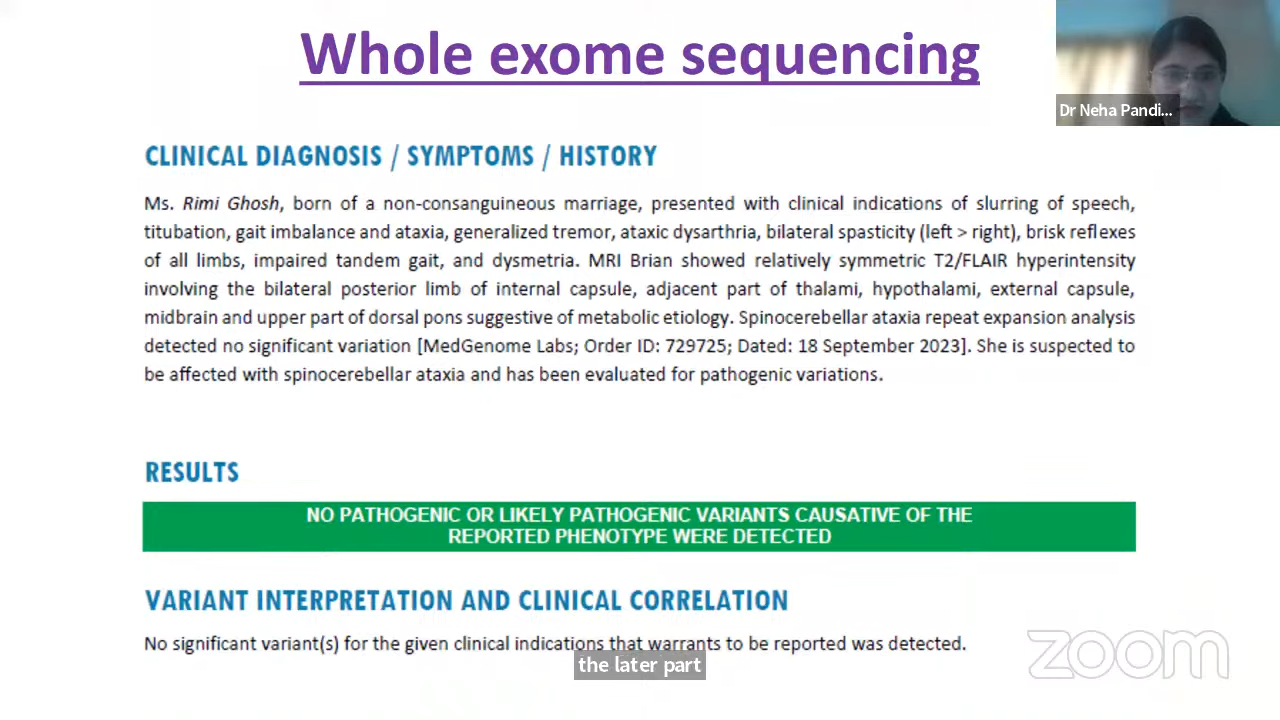 Whole exome sequencing
Dr Neha Pandi...
CLINICAL DIAGNOSIS / SYMPTOMS / HISTORY
Ms. Rimi Ghosh, born of a non-consanguineous marriage, presented with clinical indications of slurring of speech,
titubation, gait imbalance and ataxia, generalized tremor, ataxic dysarthria, bilateral spasticity (left > right), brisk reflexes
of all limbs, impaired tandem gait, and dysmetria. MRI Brian showed relatively symmetric T2/FLAIR hyperintensity
involving the bilateral posterior limb of internal capsule, adjacent part of thalami, hypothalami, external capsule,
midbrain and upper part of dorsal pons suggestive of metabolic etiology. Spinocerebellar ataxia repeat expansion analysis
detected no significant variation [MedGenome Labs; Order ID: 729725; Dated: 18 September 2023]. She is suspected to
be affected with spinocerebellar ataxia and has been evaluated for pathogenic variations.
RESULTS
NO PATHOGENIC OR LIKELY PATHOGENIC VARIANTS CAUSATIVE OF THE
REPORTED PHENOTYPE WERE DETECTED
VARIANT INTERPRETATION AND CLINICAL CORRELATION
No significant variant(s) for the given clinical indications that warrants to be reported was detected.
the later part
zoom